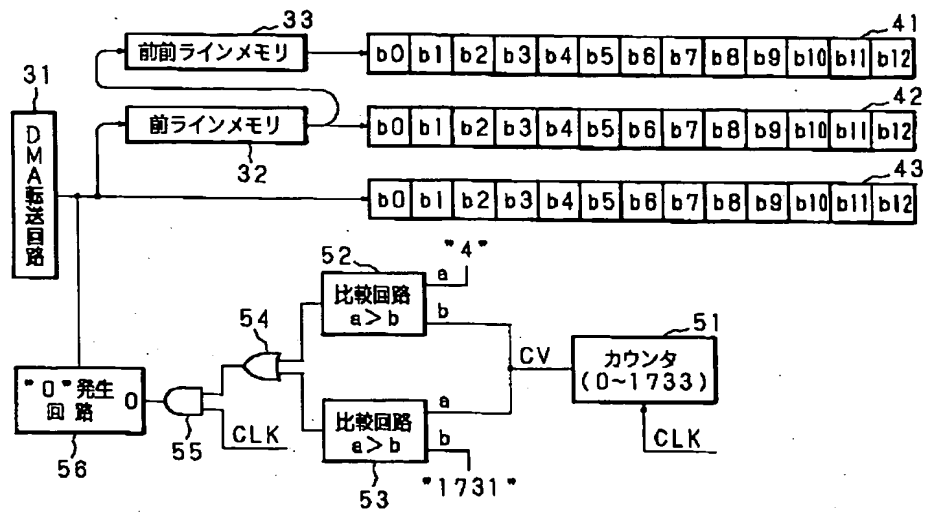 33
41
前前ラインメモリ
b0 b1 b2 b3 b4 b5 b6 b7 b8 b9 b10 b11 b12
31
42
前ラインメモリ
b0 b1 b2 b3 b4 b5 b6 b7 b8 b9 b10 b11 b12
32
43
DMA転送回路
b0 b1 b2 b3 b4 b5 b6 b7 b8 b9 b10 b11 b12
"4"
52
a
比較回路
a>b
b
54
51
CV
カウンタ
(0~1733)
"0"発生
回路
0
55
CLK
56
比較回路
a>b
a
b
53
"1731"
CLK